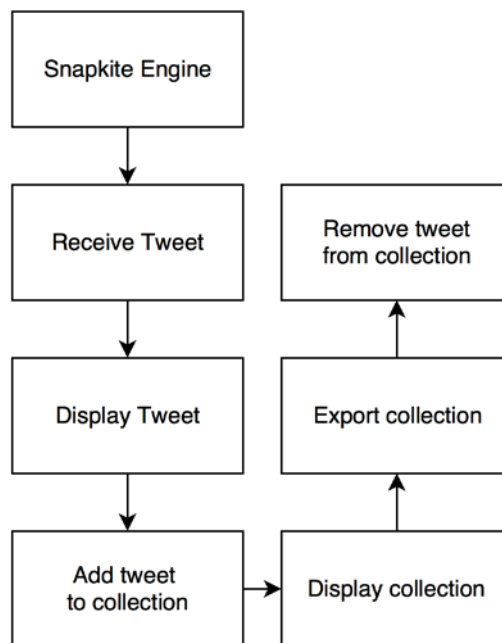 Snapkite Engine
Receive Tweet
Display Tweet
Add tweet
to collection
Display collection
Export collection
Remove tweet
from collection